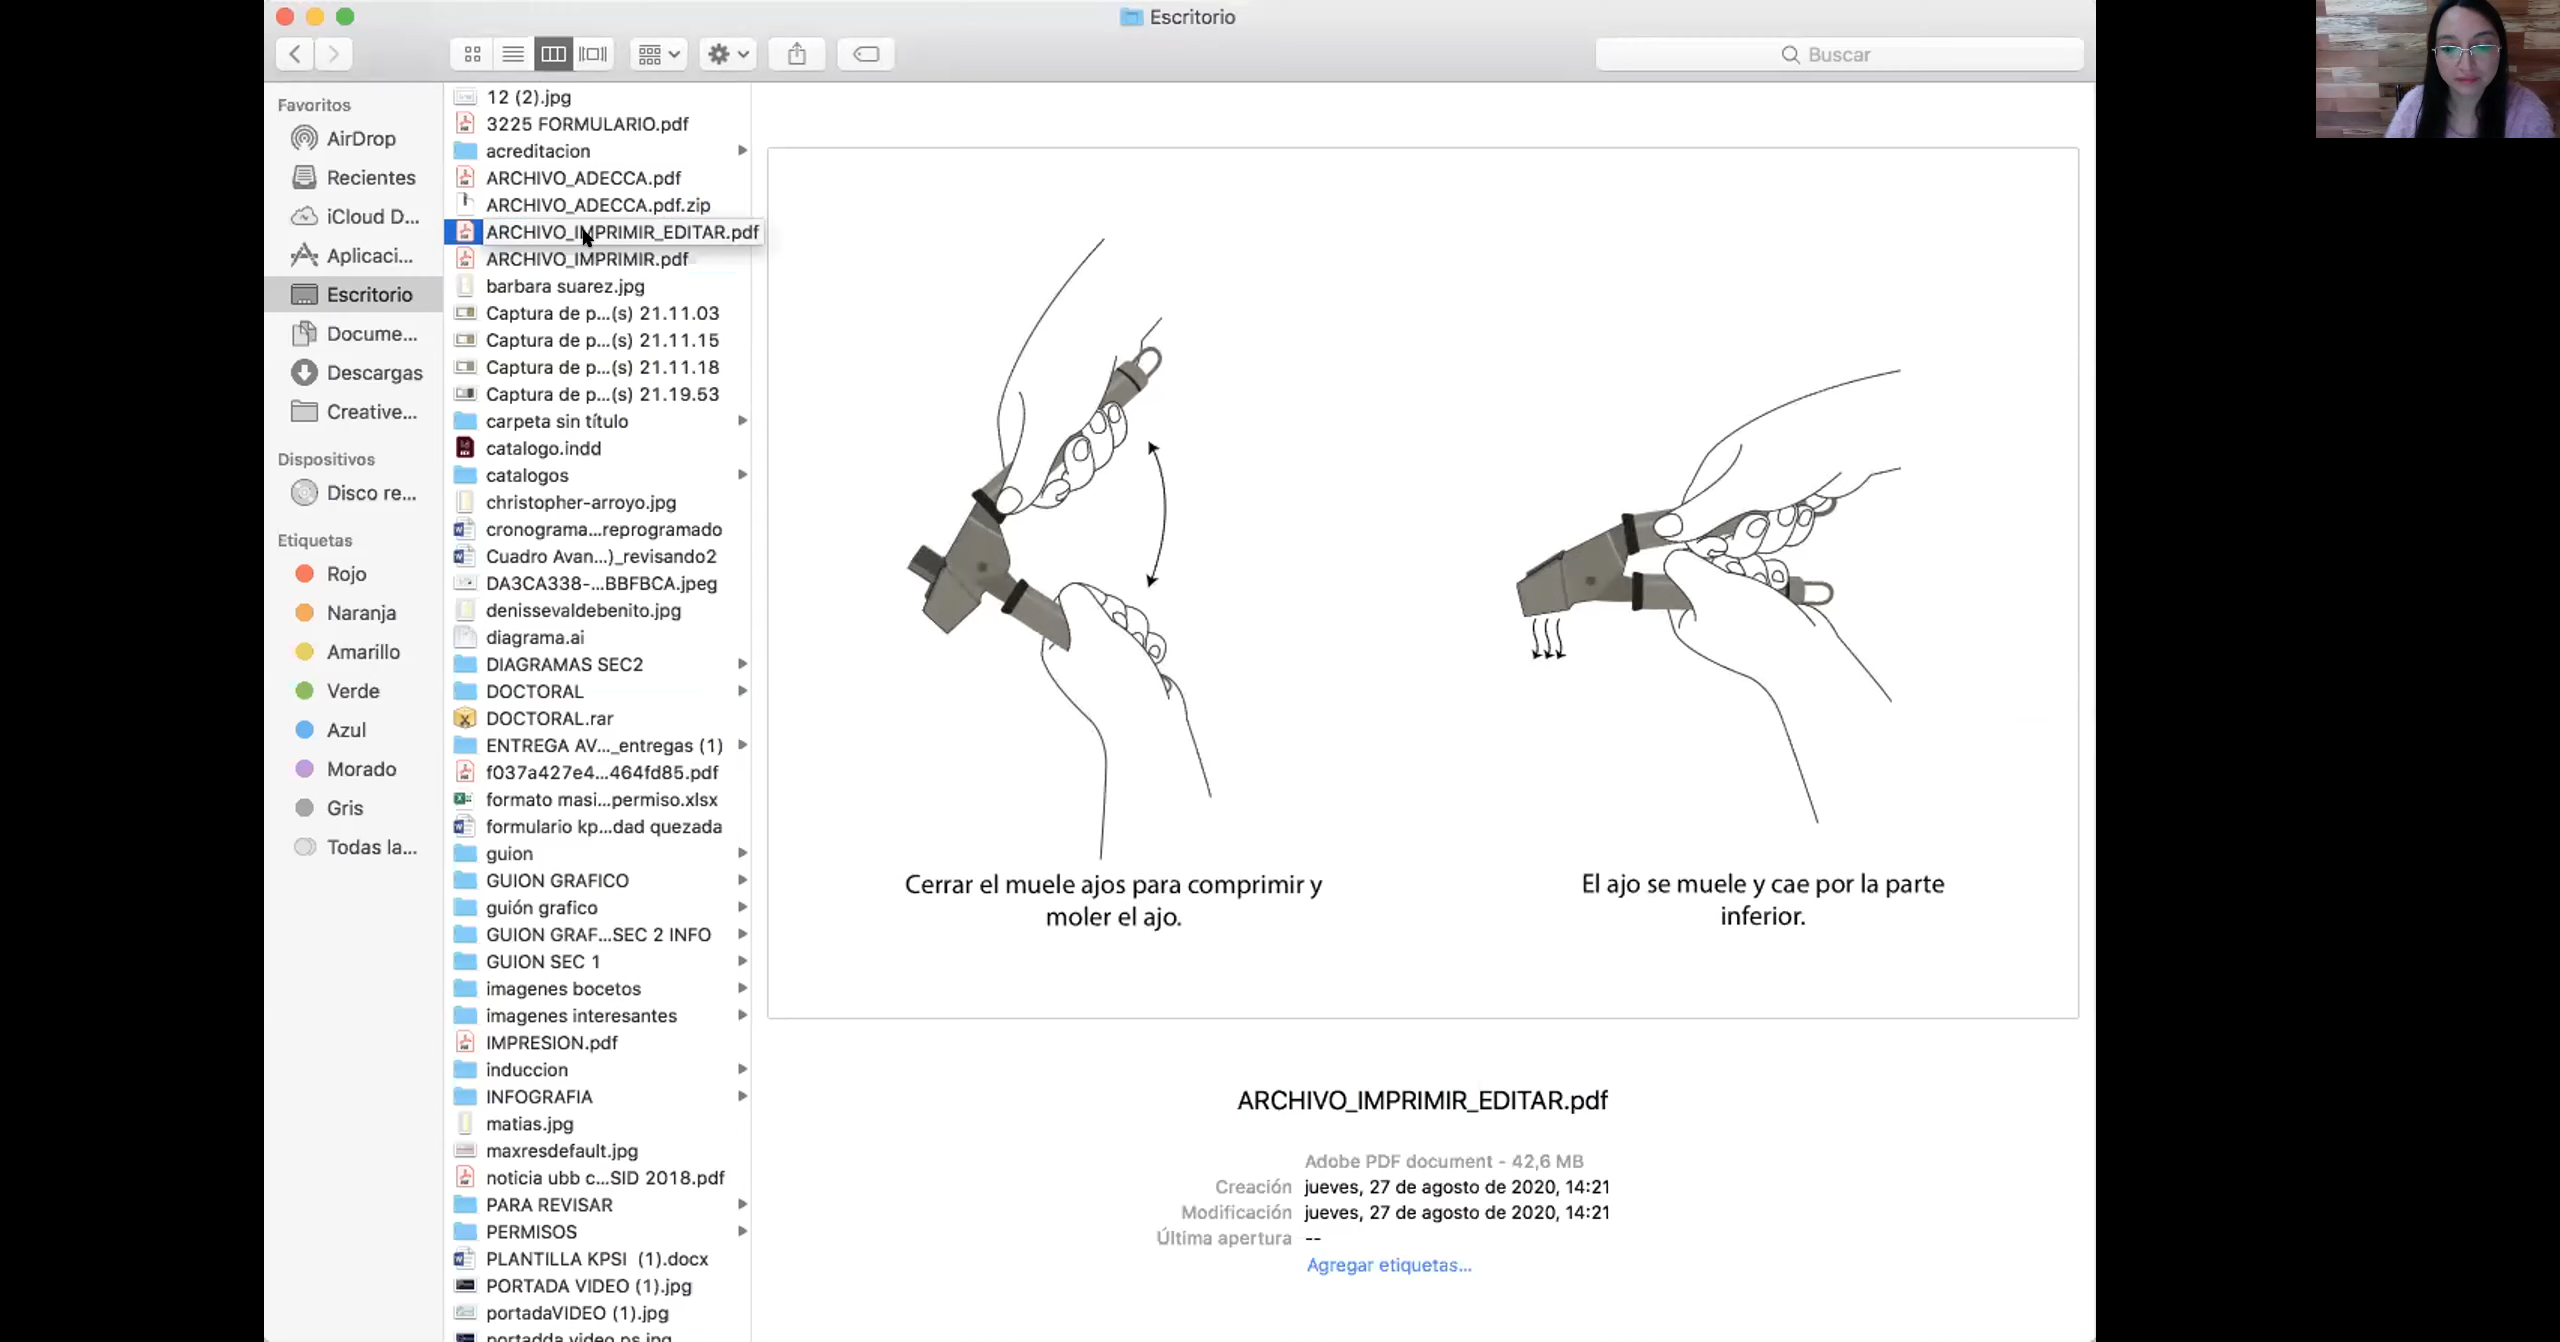 Escritorio
Buscar
Favoritos
AirDrop
Recientes
iCloud D...
Aplicaci...
Escritorio
Docume...
Descargas
Creative...
Dispositivos
Disco re...
Etiquetas
Rojo
Naranja
Amarillo
Verde
Azul
Morado
Gris
Todas la...
12 (2).jpg
3225 FORMULARIO.pdf
acreditacion
ARCHIVO_ADECCA.pdf
ARCHIVO_ADECCA.pdf.zip
ARCHIVO_IMPRIMIR_EDITAR.pdf
ARCHIVO_IMPRIMIR.pdf
barbara suarez.jpg
Captura de p...(s) 21.11.03
Captura de p...(s) 21.11.15
Captura de p...(s) 21.11.18
Captura de p...(s) 21.19.53
carpeta sin título
catalogo.indd
catalogos
christopher-arroyo.jpg
cronograma...reprogramado
Cuadro Avan...)_revisando2
DA3CA338-...BBFBCA.jpeg
denissevaldebenito.jpg
diagrama.ai
DIAGRAMAS SEC2
DOCTORAL
DOCTORAL.rar
ENTREGA AV..._entregas (1)
f037a427e4...464fd85.pdf
formato masi...permiso.xlsx
formulario kp...dad quezada
guion
GUION GRAFICO
guión grafico
GUION GRAF...SEC 2 INFO
GUION SEC 1
imagenes bocetos
imagenes interesantes
IMPRESION.pdf
induccion
INFOGRAFIA
matias.jpg
maxresdefault.jpg
noticia ubb c...SID 2018.pdf
PARA REVISAR
PERMISOS
PLANTILLA KPSI (1).docx
PORTADA VIDEO (1).jpg
portadaVIDEO (1).jpg
portadda video ps.jpg
Cerrar el muele ajos para comprimir y
moler el ajo.
El ajo se muele y cae por la parte
inferior.
ARCHIVO_IMPRIMIR_EDITAR.pdf
Adobe PDF document - 42,6 MB
Creación jueves, 27 de agosto de 2020, 14:21
Modificación jueves, 27 de agosto de 2020, 14:21
Última apertura --
Agregar etiquetas...